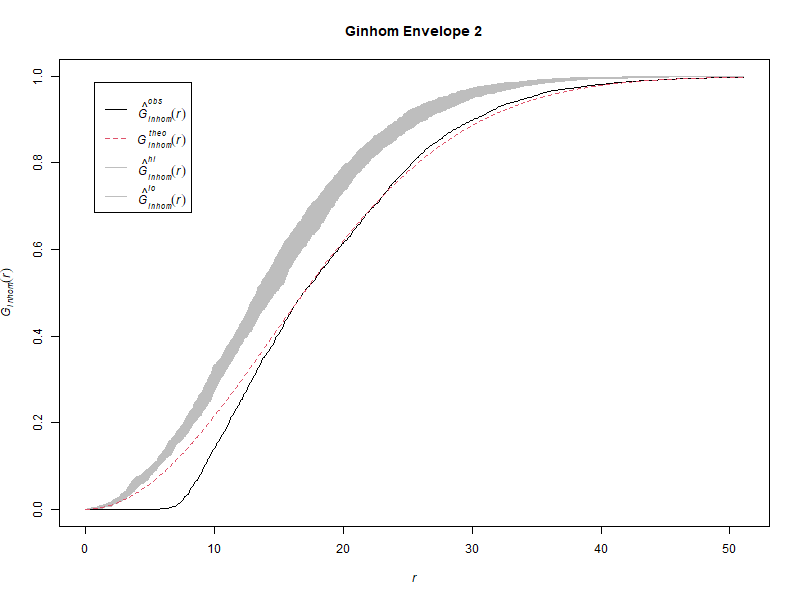 Ginhom Envelope 2
Ĝ_inhom^obs(r)
G_inhom^theo(r)
Ĝ_inhom^hi(r)
Ĝ_inhom^lo(r)
G_inhom(r)
1.0
0.8
0.6
0.4
0.2
0.0
0 10 20 30 40 50
r